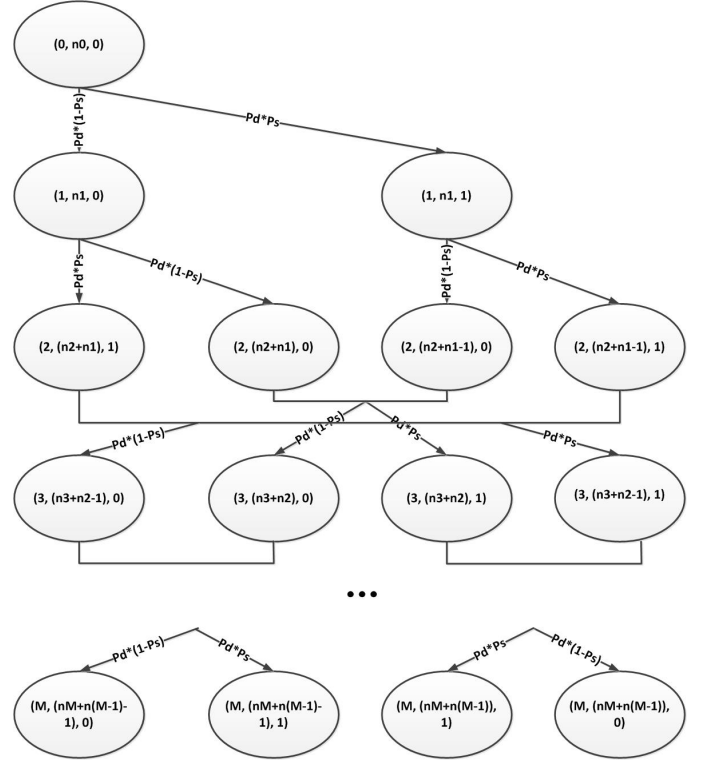 (0, n0, 0)
Pd*(1-Ps)
Pd*Ps
(1, n1, 0)
(1, n1, 1)
Pd*Ps
Pd*(1-Ps)
Pd*(1-Ps)
Pd*Ps
(2, (n2+n1), 1)
(2, (n2+n1), 0)
(2, (n2+n1-1), 0)
(2, (n2+n1-1), 1)
Pd*(1-Ps)
Pd*(1-Ps)
Pd*Ps
Pd*Ps
(3, (n3+n2-1), 0)
(3, (n3+n2), 0)
(3, (n3+n2), 1)
(3, (n3+n2-1), 1)
...
Pd*(1-Ps)
Pd*Ps
Pd*Ps
Pd*(1-Ps)
(M, (nM+n(M-1)-
1), 0)
(M, (nM+n(M-1)-
1), 1)
(M, (nM+n(M-1)),
1)
(M, (nM+n(M-1)),
0)